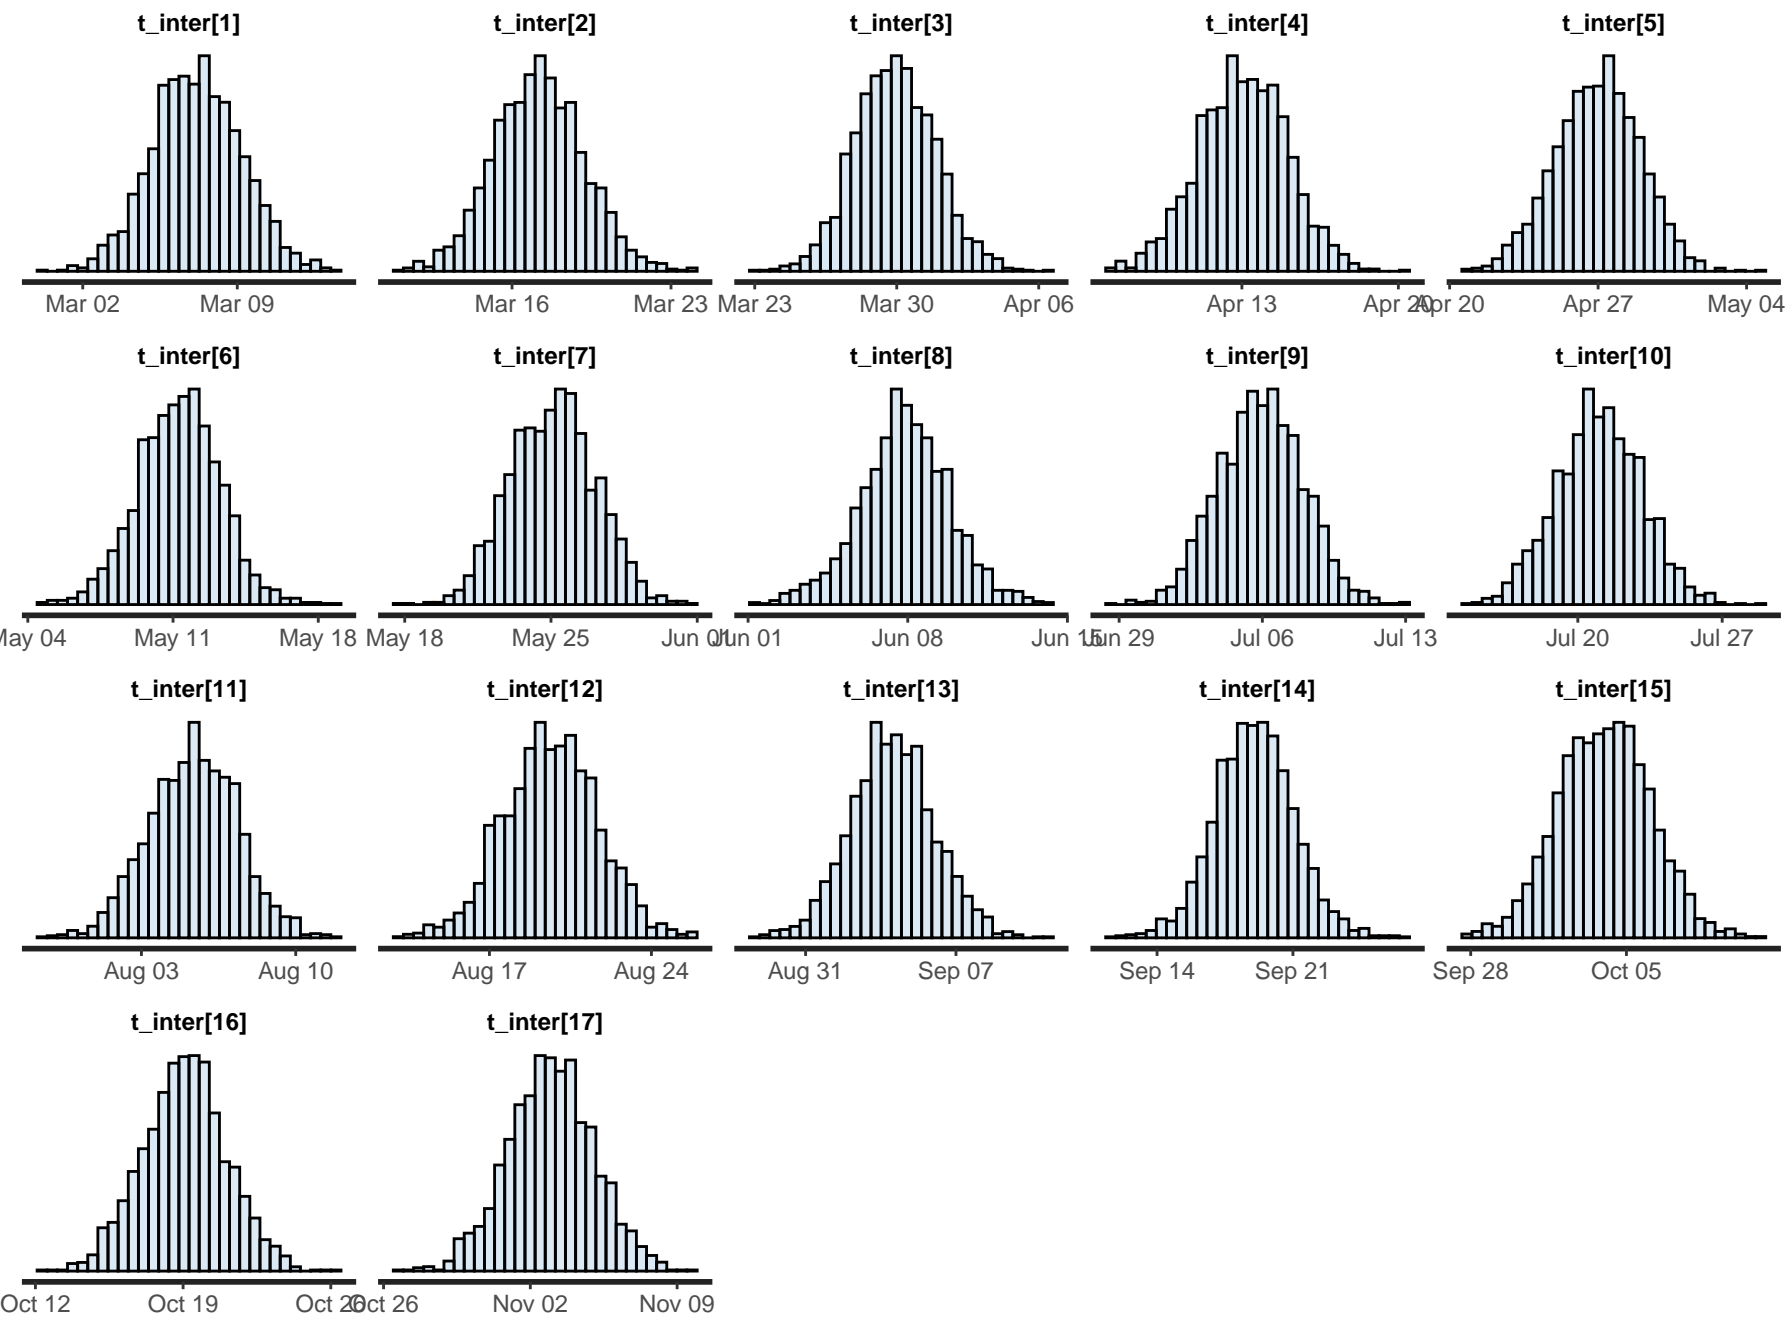 t_inter[1] t_inter[2] t_inter[3] t_inter[4] t_inter[5]
Mar 02 Mar 09 Mar 16 Mar 23 Mar 23 Mar 30 Apr 06 Apr 13 Apr 20 Apr 20 Apr 27 May 04
t_inter[6] t_inter[7] t_inter[8] t_inter[9] t_inter[10]
May 04 May 11 May 18 May 18 May 25 Jun 01 Jun 01 Jun 08 Jun 15 Jun 29 Jul 06 Jul 13 Jul 20 Jul 27
t_inter[11] t_inter[12] t_inter[13] t_inter[14] t_inter[15]
Aug 03 Aug 10 Aug 17 Aug 24 Aug 31 Sep 07 Sep 14 Sep 21 Sep 28 Oct 05
t_inter[16] t_inter[17]
Oct 12 Oct 19 Oct 26 Oct 26 Nov 02 Nov 09